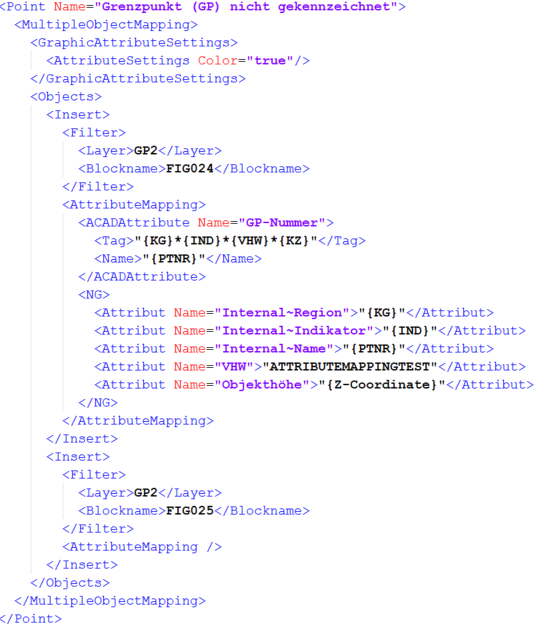 <Point Name="Grenzpunkt (GP) nicht gekennzeichnet">
<MultipleObjectMapping>
<GraphicAttributeSettings>
<AttributeSettings Color="true"/>
</GraphicAttributeSettings>
<Objects>
<Insert>
<Filter>
<Layer>GP2</Layer>
<Blockname>FIG024</Blockname>
</Filter>
<AttributeMapping>
<ACADAttribute Name="GP-Nummer">
<Tag>"{KG}*{IND}*{VHW}*{KZ}"</Tag>
<Name>"{PTNR}"</Name>
</ACADAttribute>
<NG>
<Attribut Name="Internal~Region">"{KG}"</Attribut>
<Attribut Name="Internal~Indikator">"{IND}"</Attribut>
<Attribut Name="Internal~Name">"{PTNR}"</Attribut>
<Attribut Name="VHW">"ATTRIBUTEMAPPINGTEST"</Attribut>
<Attribut Name="Objekthöhe">"{Z-Coordinate}"</Attribut>
</NG>
</AttributeMapping>
</Insert>
<Insert>
<Filter>
<Layer>GP2</Layer>
<Blockname>FIG025</Blockname>
</Filter>
<AttributeMapping />
</Insert>
</Objects>
</MultipleObjectMapping>
</Point>